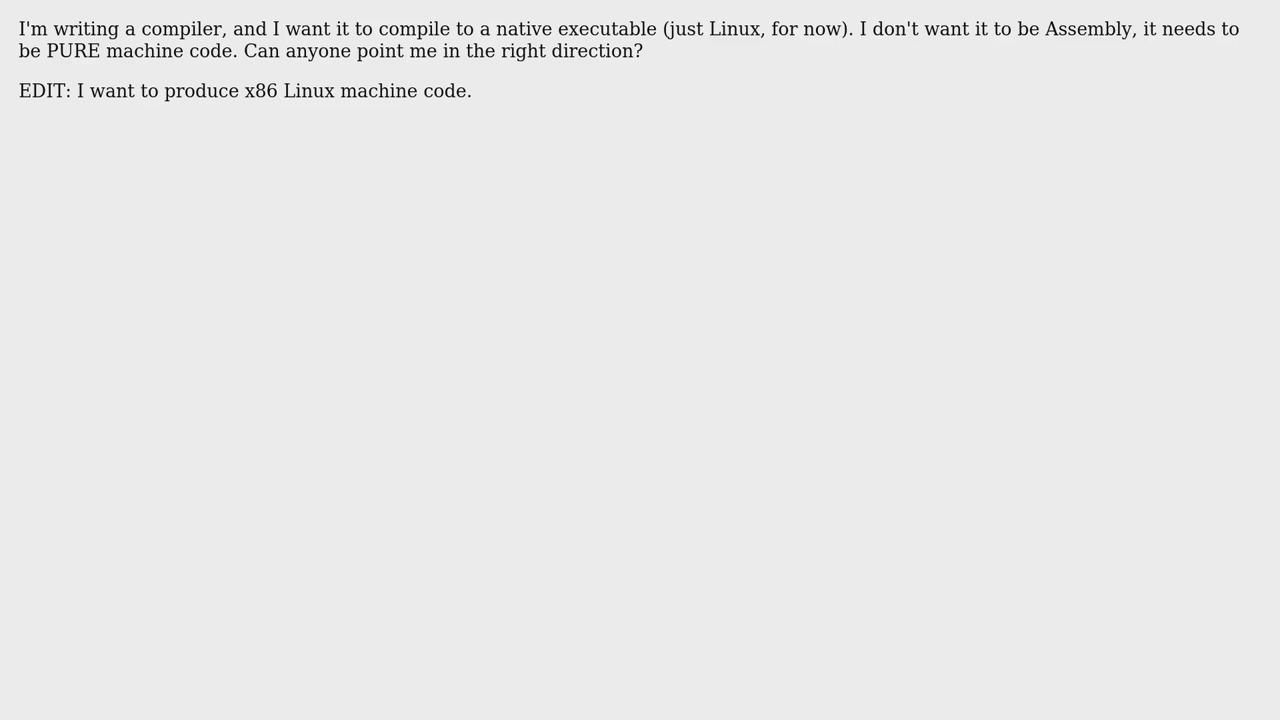 I'm writing a compiler, and I want it to compile to a native executable (just Linux, for now). I don't want it to be Assembly, it needs to
be PURE machine code. Can anyone point me in the right direction?
EDIT: I want to produce x86 Linux machine code.